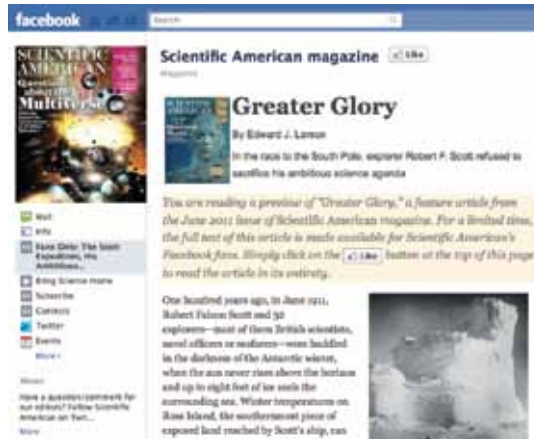 facebook
Search
Scientific American magazine Like
Magazine
SCIENTIFIC
AMERICAN
Questions
about the
Multiverse
Greater Glory
By Edward J. Larson
In the race to the South Pole, explorer Robert F. Scott refused to
sacrifice his ambitious science agenda
You are reading a preview of "Greater Glory," a feature article from
the June 2011 issue of Scientific American magazine. For a limited time,
the full text of this article is made available for Scientific American's
Facebook fans. Simply click on the Like button at the top of this page
to read the article in its entirety.
Wall
Info
Fans Only: The Scott
Expedition, His
Ambitious...
Bring Science Home
Subscribe
Contests
Twitter
Events
More
About
Have a question/comment for
our editors? Follow Scientific
American on Twi...
More
One hundred years ago, in June 1911,
Robert Falcon Scott and 32
explorers—most of them British scientists,
naval officers or seafarers—were huddled
in the darkness of the Antarctic winter,
when the sun never rises above the horizon
and up to eight feet of ice seals the
surrounding sea. Winter temperatures on
Ross Island, the southernmost piece of
exposed land reached by Scott's ship, can